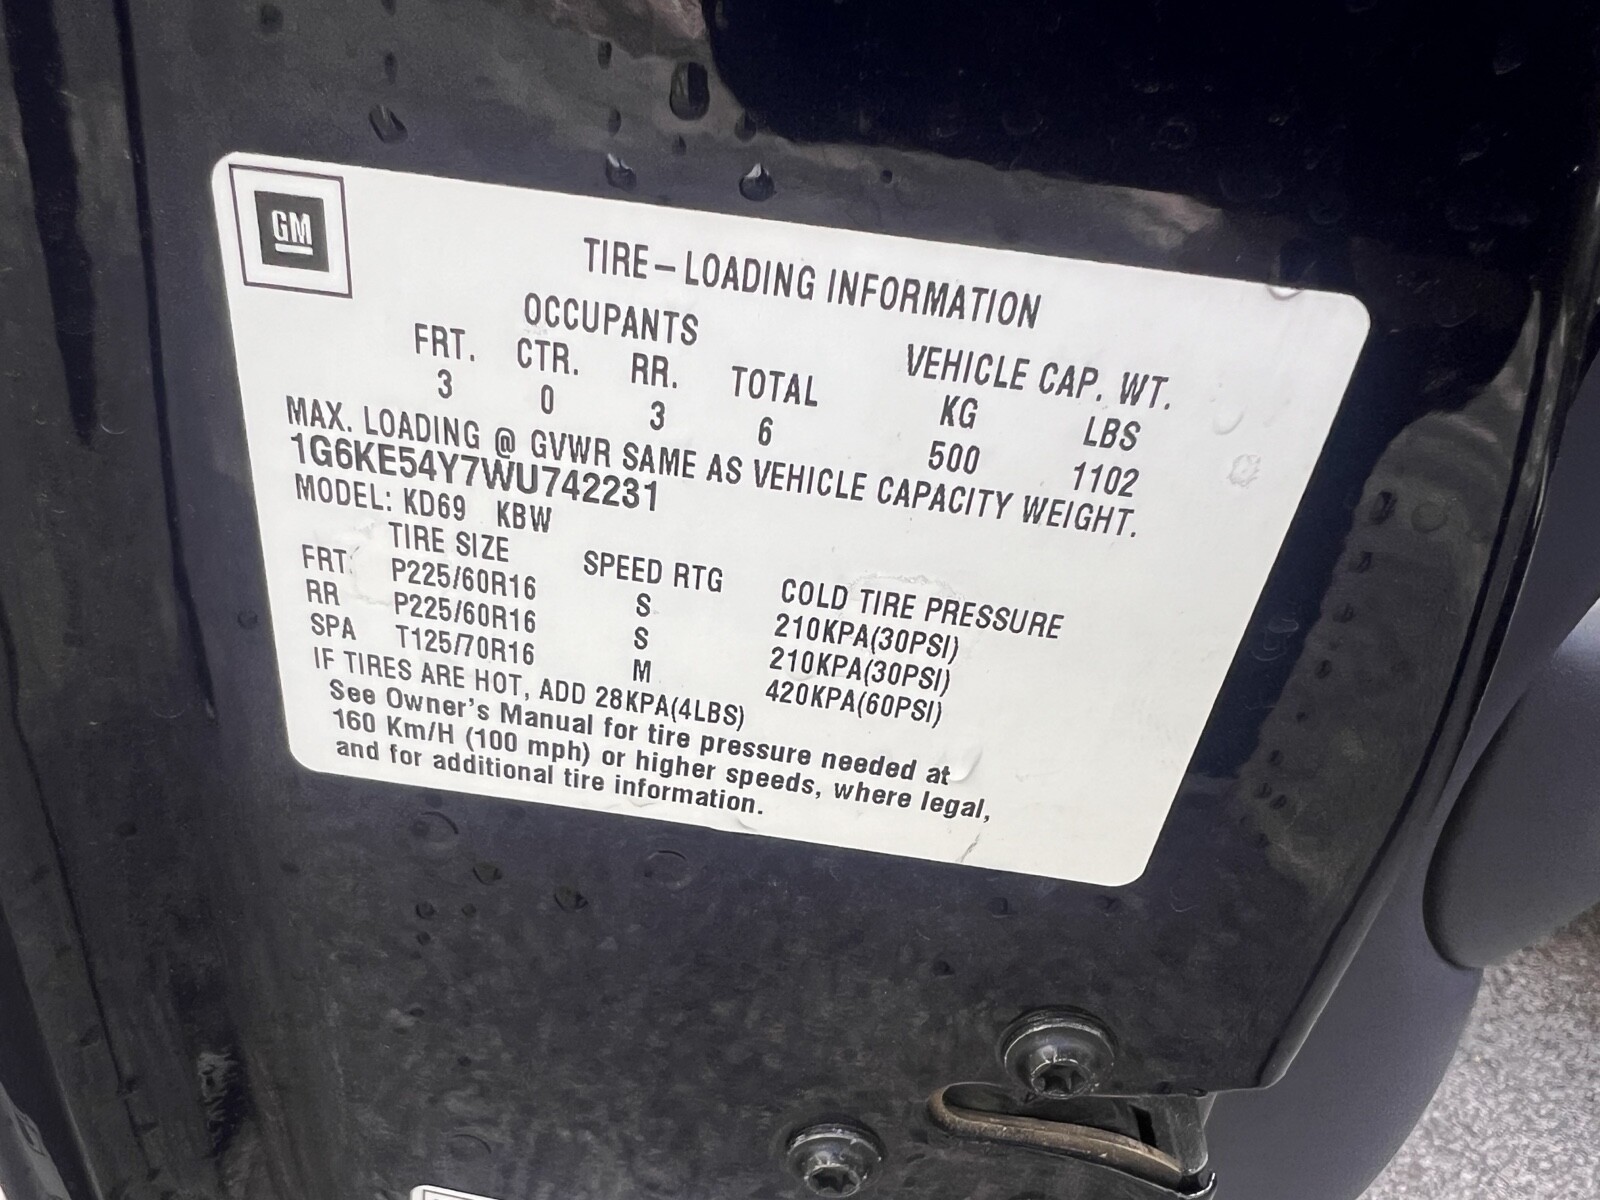 GM
TIRE – LOADING INFORMATION
OCCUPANTS VEHICLE CAP. WT.
FRT. CTR. RR. TOTAL KG LBS
3 0 3 6 500 1102
MAX. LOADING @ GVWR SAME AS VEHICLE CAPACITY WEIGHT.
1G6KE54Y7WU742231
MODEL: KD69 KBW
TIRE SIZE SPEED RTG COLD TIRE PRESSURE
FRT. P225/60R16 S 210KPA(30PSI)
RR P225/60R16 S 210KPA(30PSI)
SPA T125/70R16 M 420KPA(60PSI)
IF TIRES ARE HOT, ADD 28KPA(4LBS)
See Owner's Manual for tire pressure needed at
160 Km/H (100 mph) or higher speeds, where legal,
and for additional tire information.